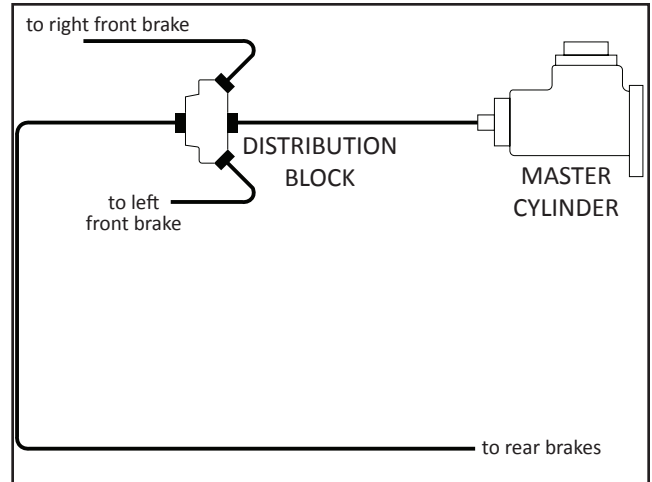 to right front brake
DISTRIBUTION
BLOCK
MASTER
CYLINDER
to left
front brake
to rear brakes